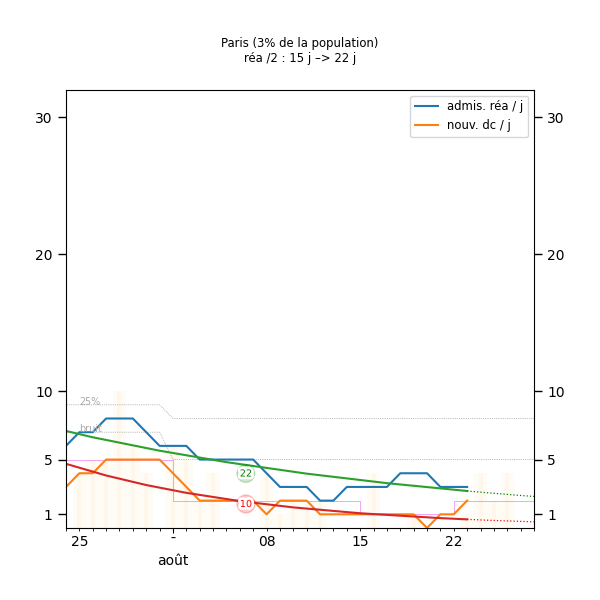 Paris (3% de la population)
réa /2 : 15 j –> 22 j
admis. réa / j
nouv. dc / j
30 30
20 20
10 10
25%
bruit
5 5
22
10
1 1
25 - 08 15 22
août